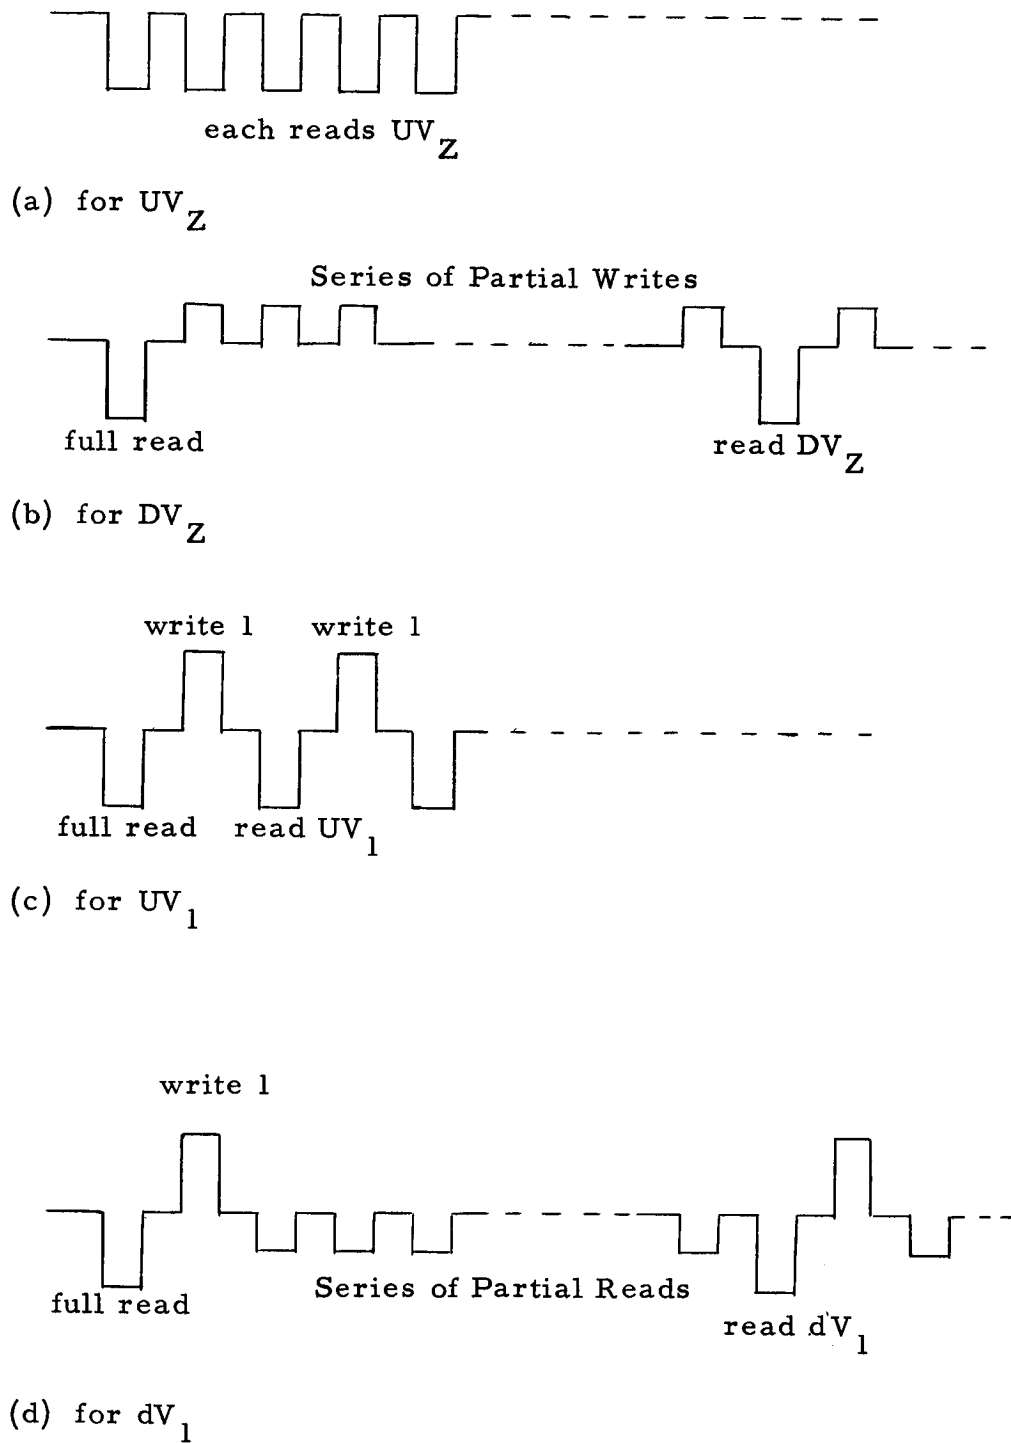 each reads UV_Z
(a) for UV_Z
Series of Partial Writes
full read read DV_Z
(b) for DV_Z
write 1 write 1
full read read UV_1
(c) for UV_1
write 1
Series of Partial Reads
full read
read dV_1
(d) for dV_1